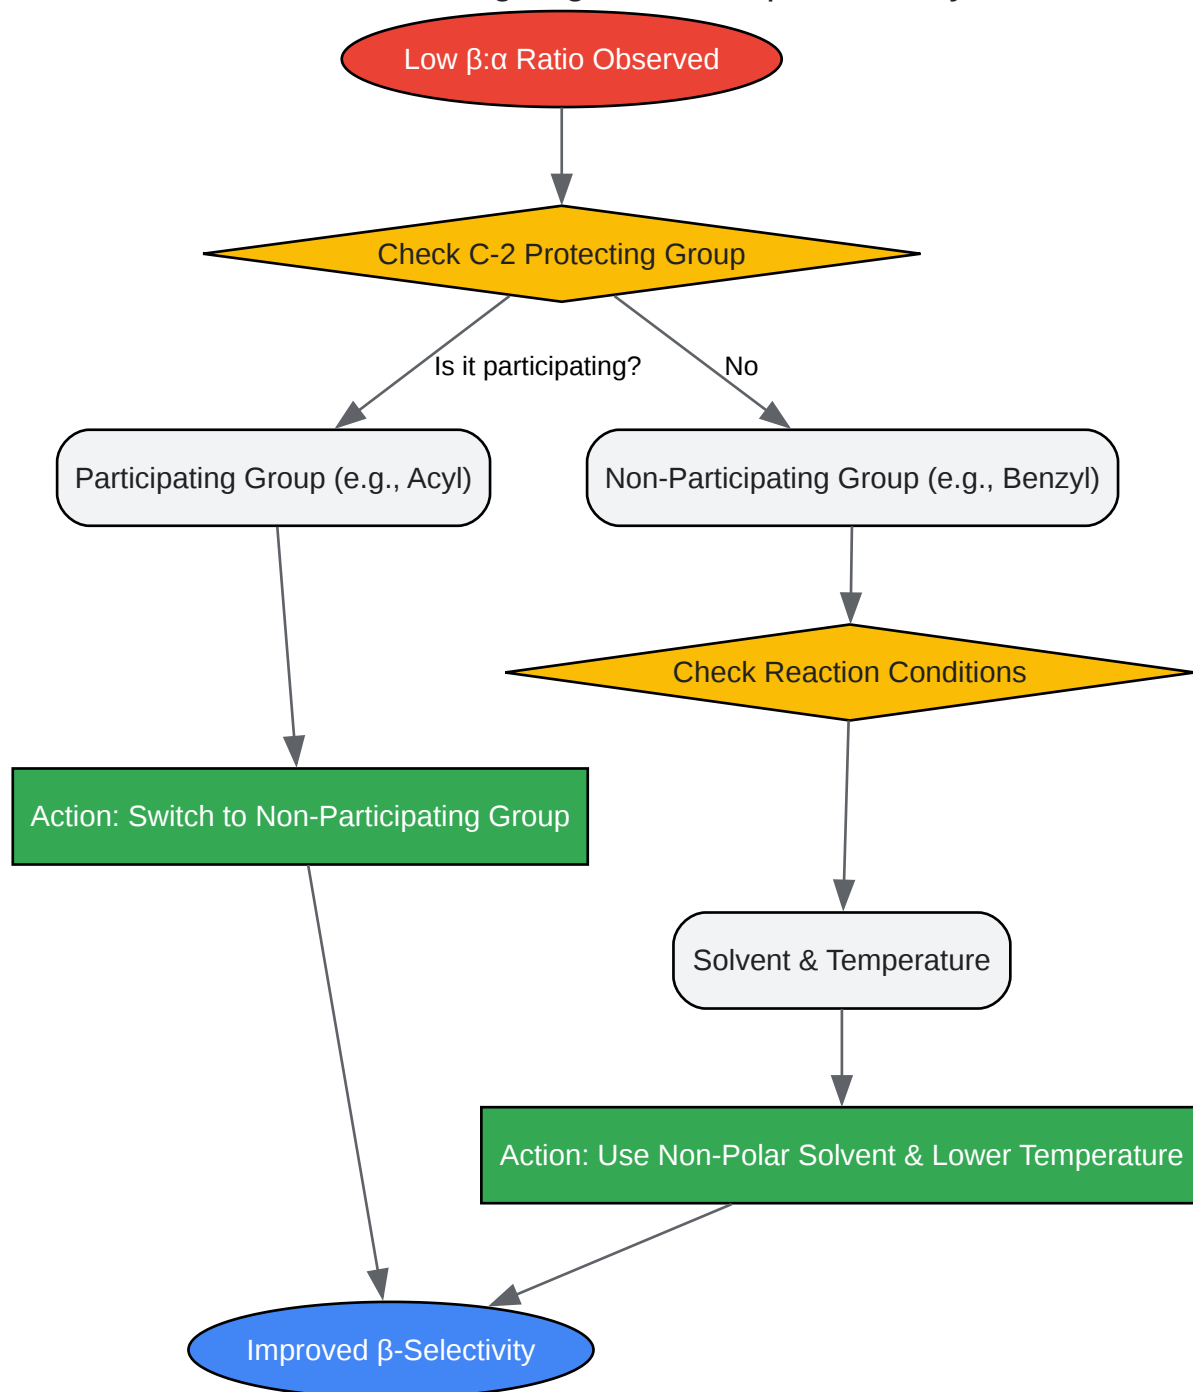 Low β:α Ratio Observed
Check C-2 Protecting Group
Is it participating?
No
Participating Group (e.g., Acyl)
Non-Participating Group (e.g., Benzyl)
Check Reaction Conditions
Action: Switch to Non-Participating Group
Solvent & Temperature
Action: Use Non-Polar Solvent & Lower Temperature
Improved β-Selectivity